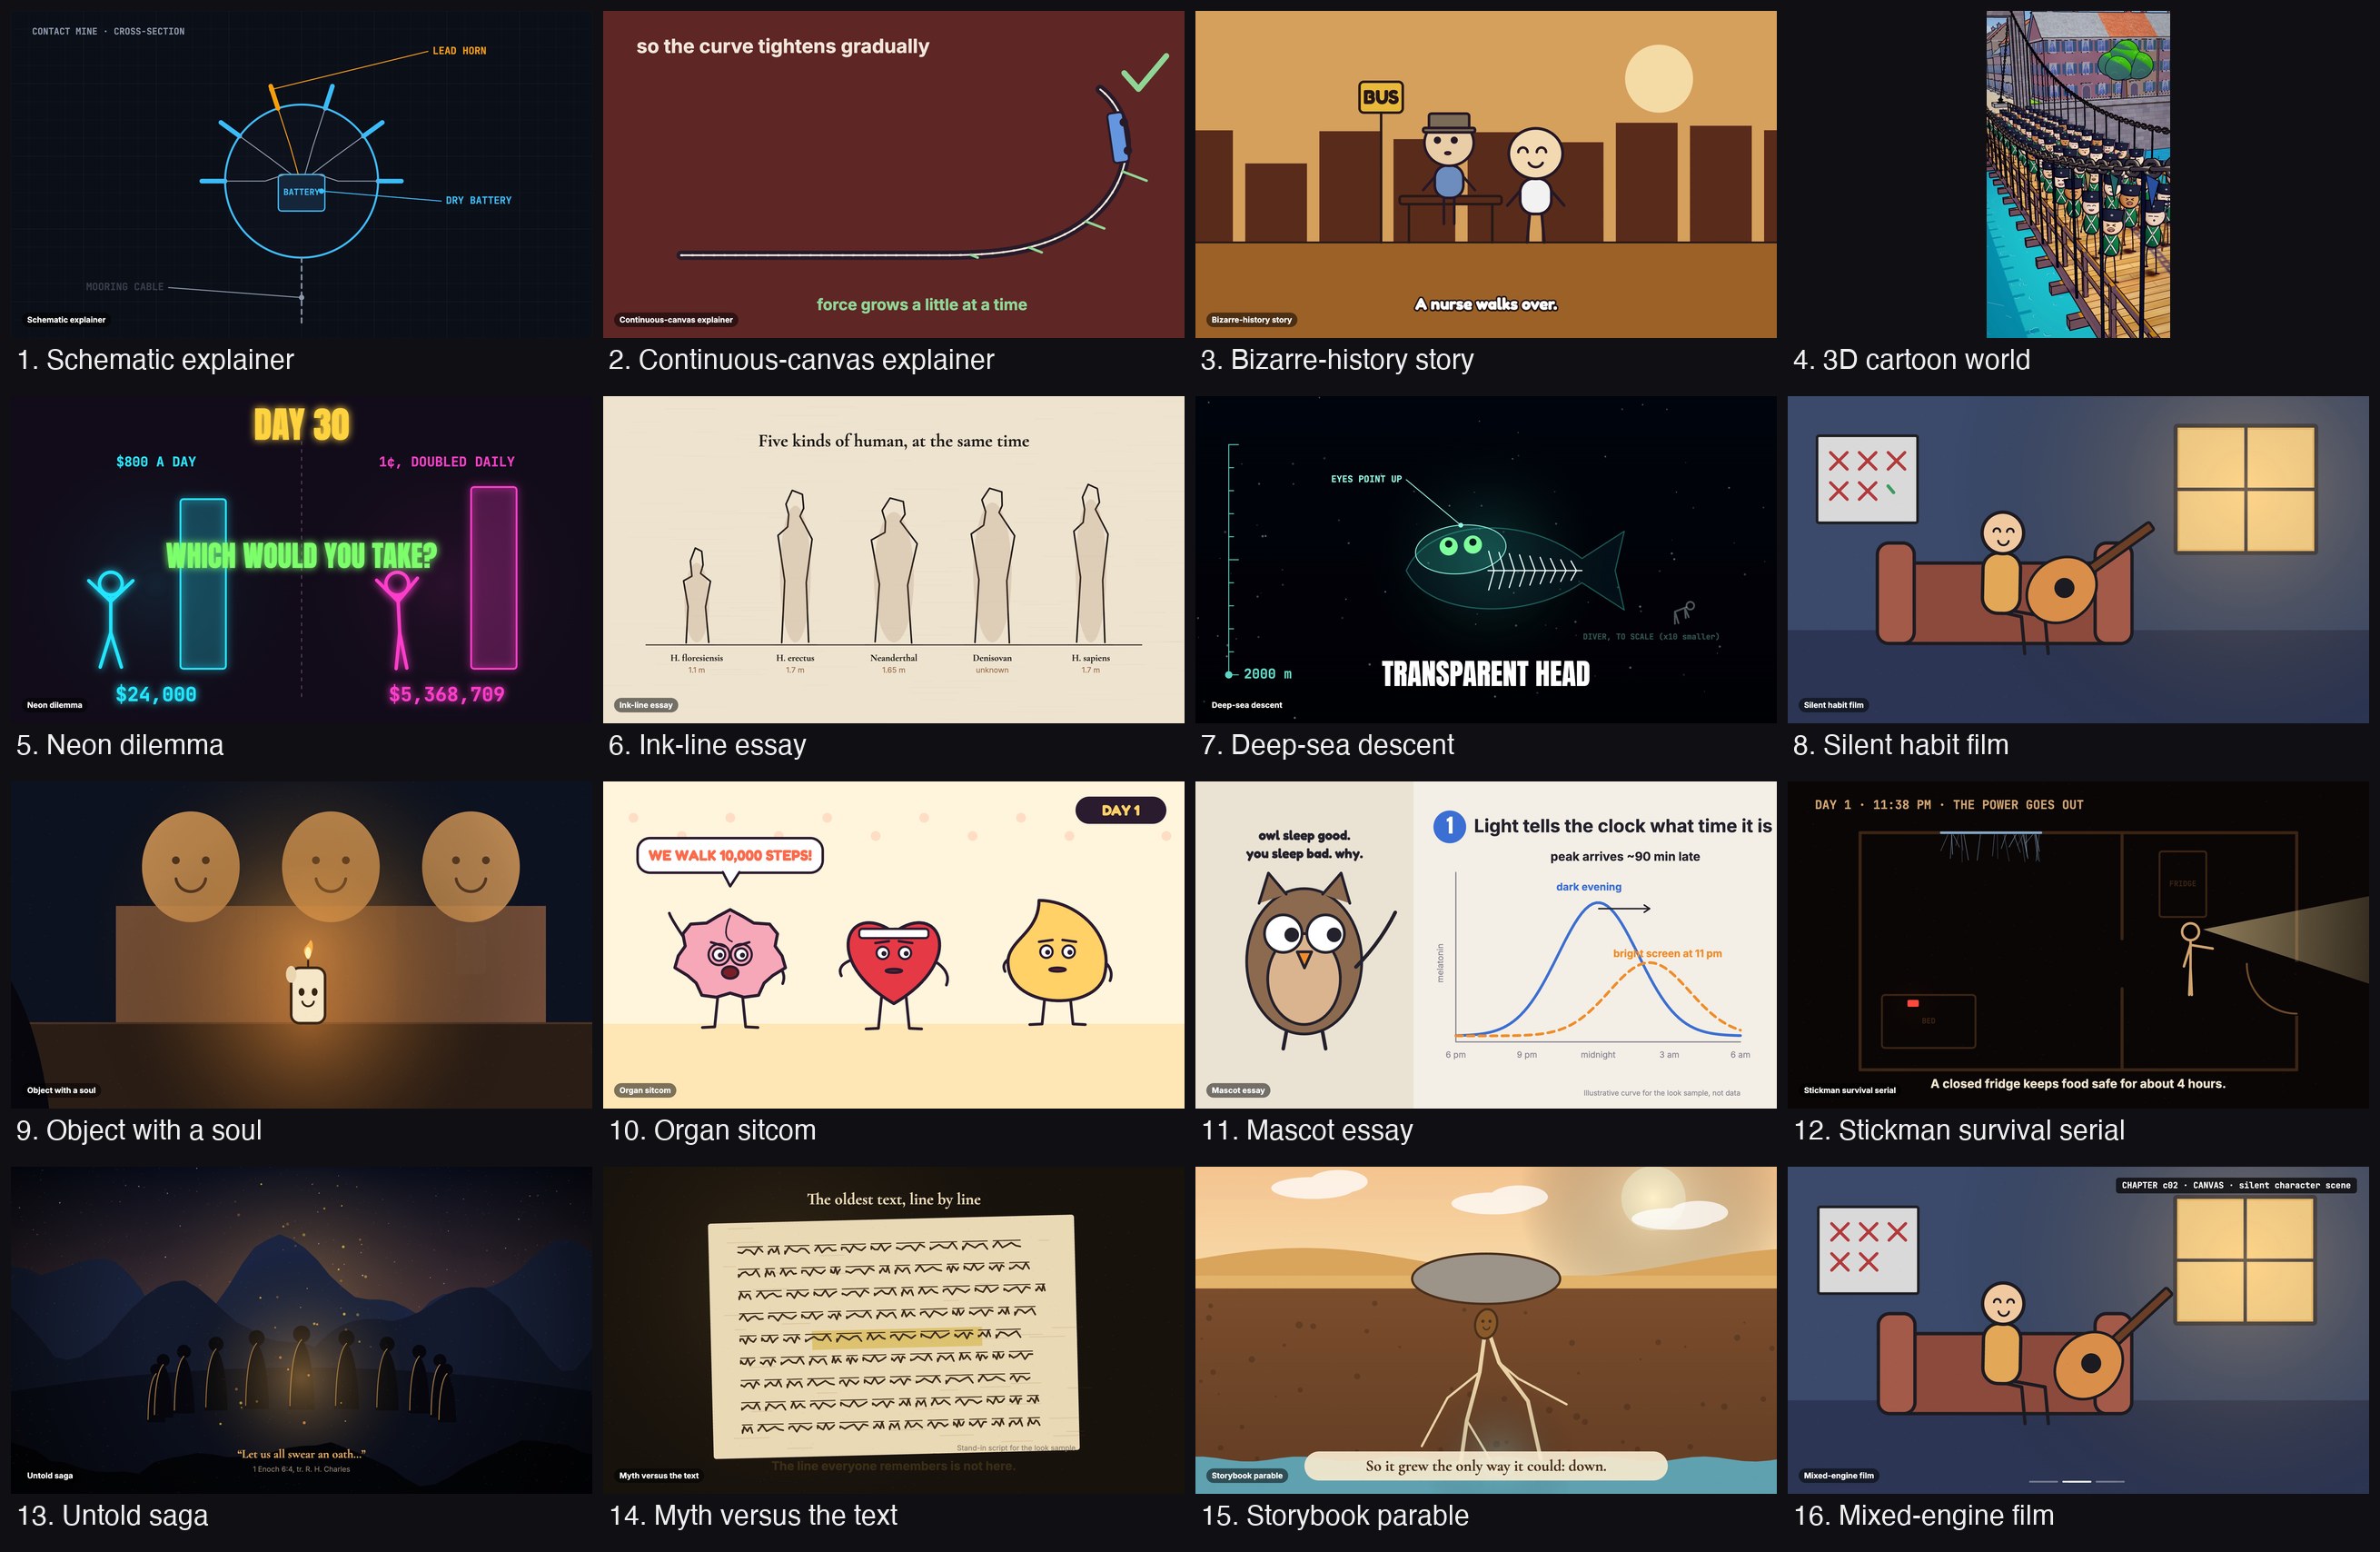 CONTACT MINE · CROSS-SECTION
LEAD HORN
BATTERY
DRY BATTERY
MOORING CABLE
Schematic explainer
1. Schematic explainer
so the curve tightens gradually
force grows a little at a time
Continuous-canvas explainer
2. Continuous-canvas explainer
BUS
A nurse walks over.
Bizarre-history story
3. Bizarre-history story
4. 3D cartoon world
DAY 30
$800 A DAY
1¢, DOUBLED DAILY
WHICH WOULD YOU TAKE?
$24,000
$5,368,709
Neon dilemma
5. Neon dilemma
Five kinds of human, at the same time
H. floresiensis
H. erectus
Neanderthal
Denisovan
H. sapiens
1.1 m
1.7 m
1.65 m
unknown
1.7 m
Ink-line essay
6. Ink-line essay
EYES POINT UP
DIVER, TO SCALE (x10 smaller)
2000 m
TRANSPARENT HEAD
Deep-sea descent
7. Deep-sea descent
Silent habit film
8. Silent habit film
Object with a soul
9. Object with a soul
DAY 1
WE WALK 10,000 STEPS!
Organ sitcom
10. Organ sitcom
owl sleep good.
you sleep bad. why.
1 Light tells the clock what time it is
peak arrives ~90 min late
dark evening
bright screen at 11 pm
melatonin
6 pm
9 pm
midnight
3 am
6 am
Illustrative curve for the look sample, not data
Mascot essay
11. Mascot essay
DAY 1 · 11:38 PM · THE POWER GOES OUT
FRIDGE
BED
A closed fridge keeps food safe for about 4 hours.
Stickman survival serial
12. Stickman survival serial
“Let us all swear an oath...”
1 Enoch 6:4, tr. R. H. Charles
Untold saga
13. Untold saga
The oldest text, line by line
Stand-in script for the look sample
The line everyone remembers is not here.
Myth versus the text
14. Myth versus the text
So it grew the only way it could: down.
Storybook parable
15. Storybook parable
CHAPTER c02 · CANVAS · silent character scene
Mixed-engine film
16. Mixed-engine film